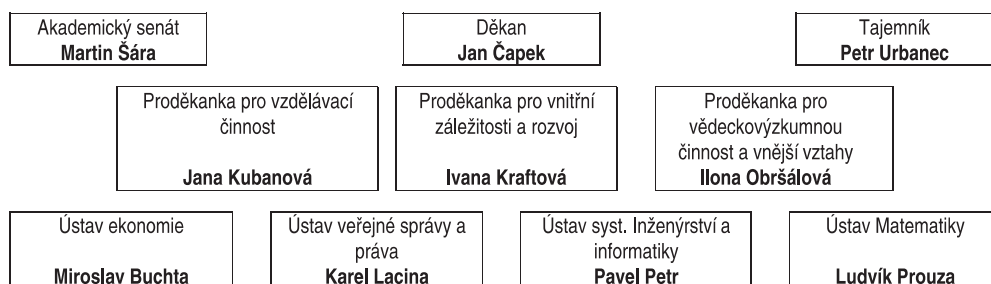 Akademický senát
Martin Šára
Děkan
Jan Čapek
Tajemník
Petr Urbanec
Proděkanka pro vzdělávací
činnost
Jana Kubanová
Proděkanka pro vnitřní
záležitosti a rozvoj
Ivana Kraftová
Proděkanka pro
vědeckovýzkumnou
činnost a vnější vztahy
Ilona Obršálová
Ústav ekonomie
Miroslav Buchta
Ústav veřejné správy a
práva
Karel Lacina
Ústav syst. Inženýrství a
informatiky
Pavel Petr
Ústav Matematiky
Ludvík Prouza